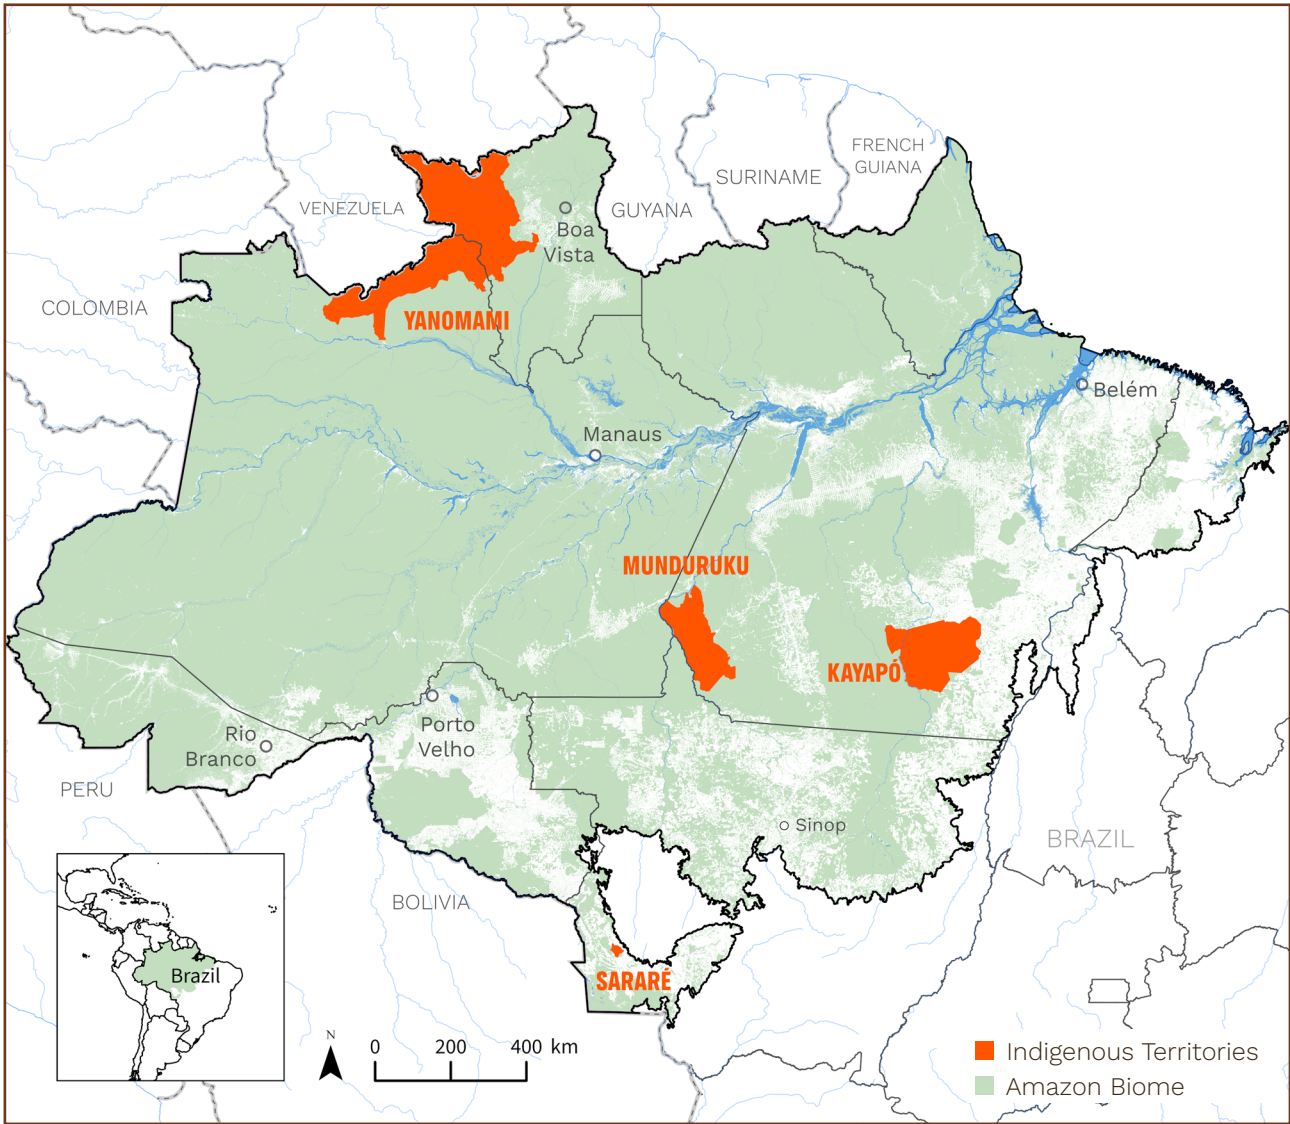 FRENCH
GUIANA
SURINAME
VENEZUELA
GUYANA
Boa
Vista
COLOMBIA
YANOMAMI
Belém
Manaus
MUNDURUKU
KAYAPÓ
Porto
Velho
Rio
Branco
PERU
Sinop
BRAZIL
BOLIVIA
Brazil
SARARÉ
N
0 200 400 km
Indigenous Territories
Amazon Biome